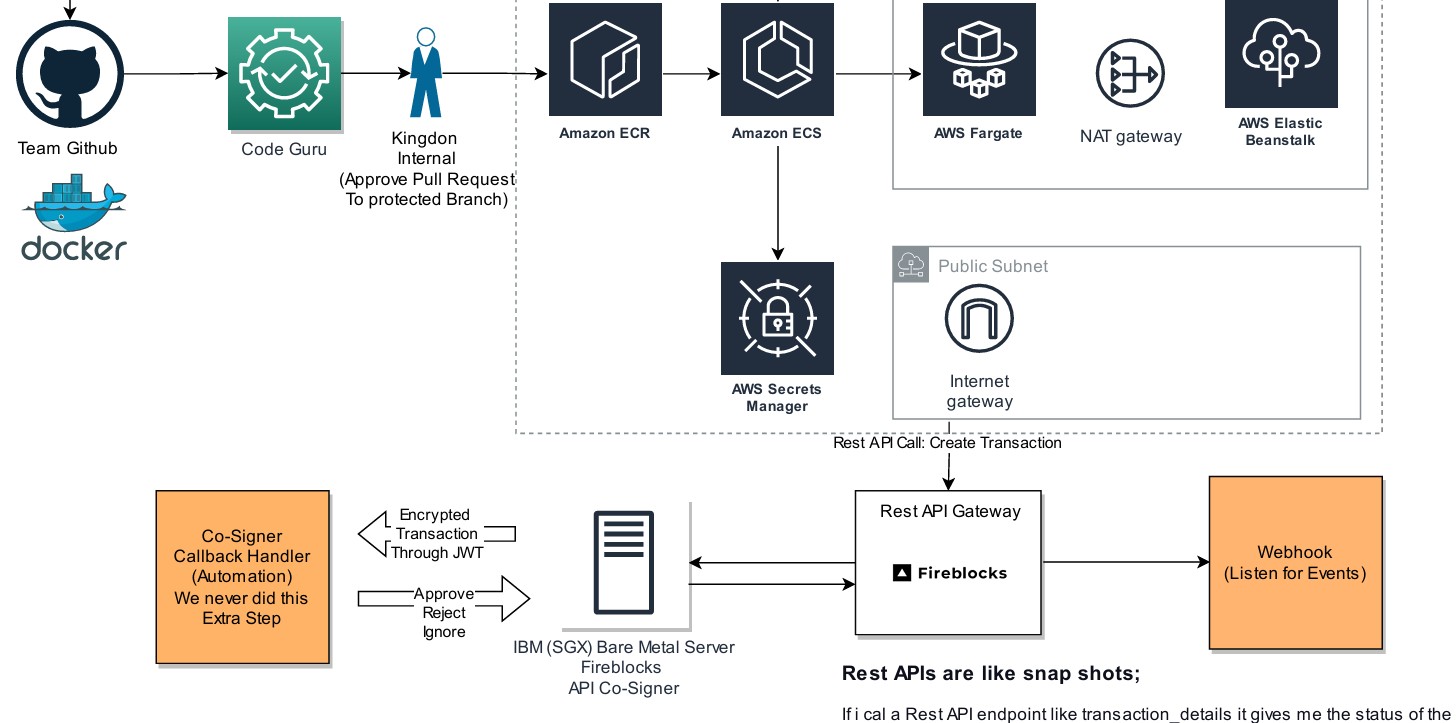 Team Github
docker
Code Guru
Kingdon
Internal
(Approve Pull Request
To protected Branch)
Amazon ECR
Amazon ECS
AWS Fargate
NAT gateway
AWS Elastic
Beanstalk
AWS Secrets
Manager
Public Subnet
Internet
gateway
Rest API Call: Create Transaction
Co-Signer
Callback Handler
(Automation)
We never did this
Extra Step
Encrypted
Transaction
Through JWT
Approve
Reject
Ignore
IBM (SGX) Bare Metal Server
Fireblocks
API Co-Signer
Rest API Gateway
Fireblocks
Webhook
(Listen for Events)
Rest APIs are like snap shots;
If i cal a Rest API endpoint like transaction_details it gives me the status of the